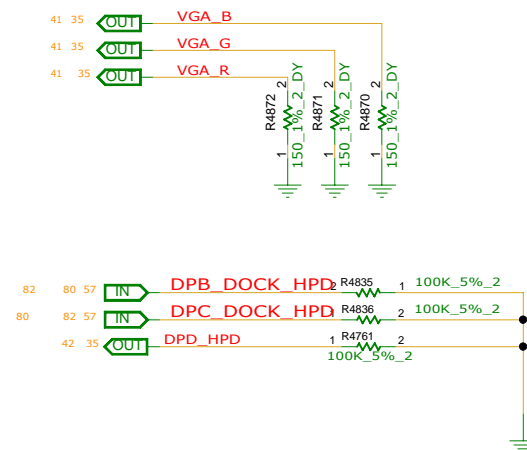 41 35 OUT VGA_B
41 35 OUT VGA_G
41 35 OUT VGA_R
2 2 2
R4872 150_1%_2_DY R4871 150_1%_2_DY R4870 150_1%_2_DY
1 1 1
82 80 57 IN DPB_DOCK_HPD 2 R4835 1 100K_5%_2
80 82 57 IN DPC_DOCK_HPD 1 R4836 2 100K_5%_2
42 35 OUT DPD_HPD 1 R4761 2
100K_5%_2